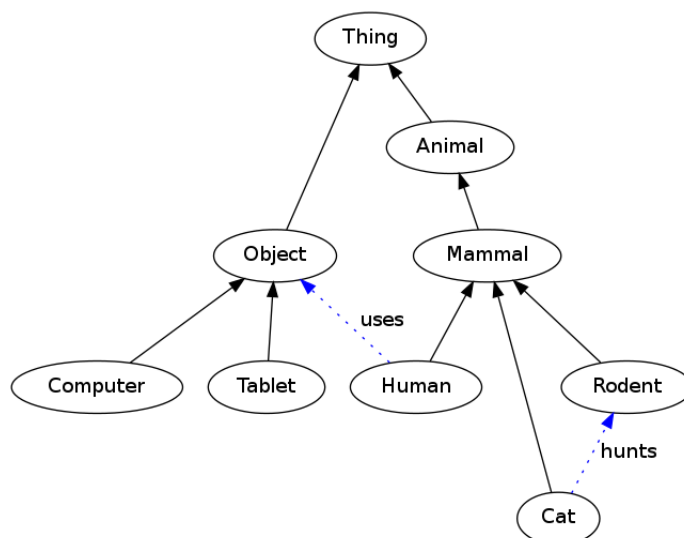 Thing
Animal
Object
Mammal
uses
Computer
Tablet
Human
Rodent
hunts
Cat